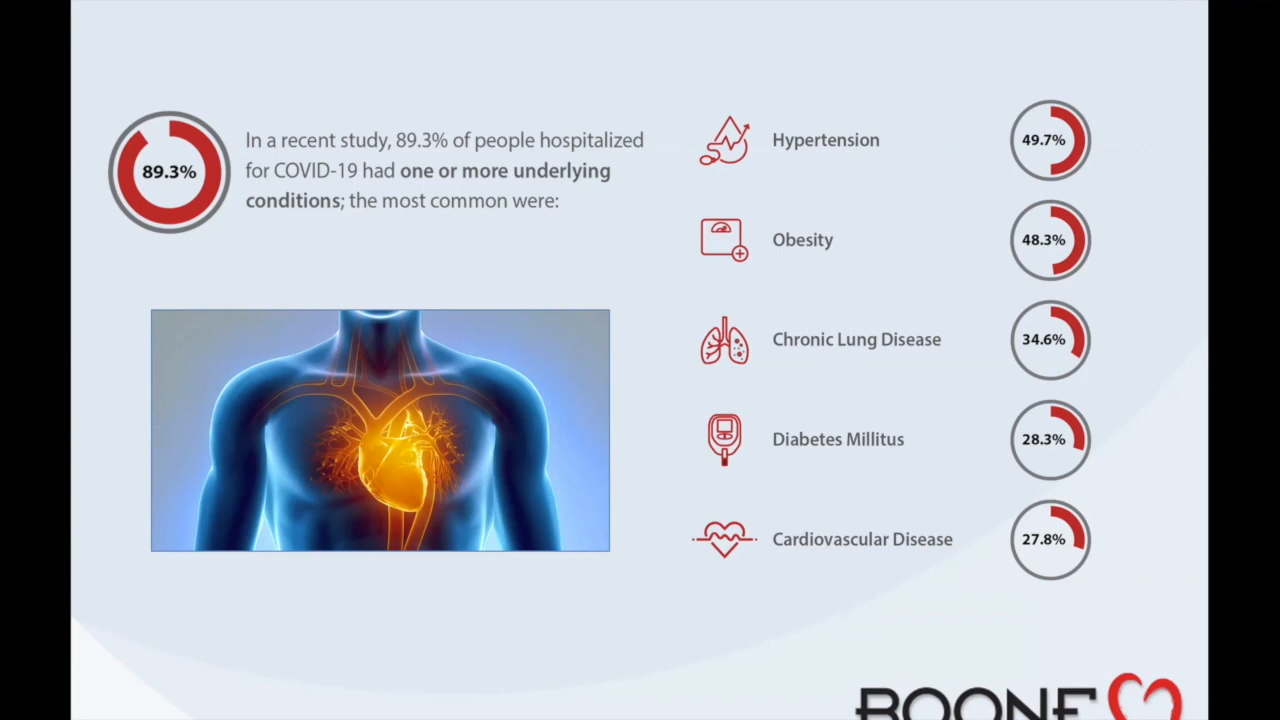 89.3%
In a recent study, 89.3% of people hospitalized
for COVID-19 had one or more underlying
conditions; the most common were:
Hypertension
49.7%
Obesity
48.3%
Chronic Lung Disease
34.6%
Diabetes Millitus
28.3%
Cardiovascular Disease
27.8%
BOONE